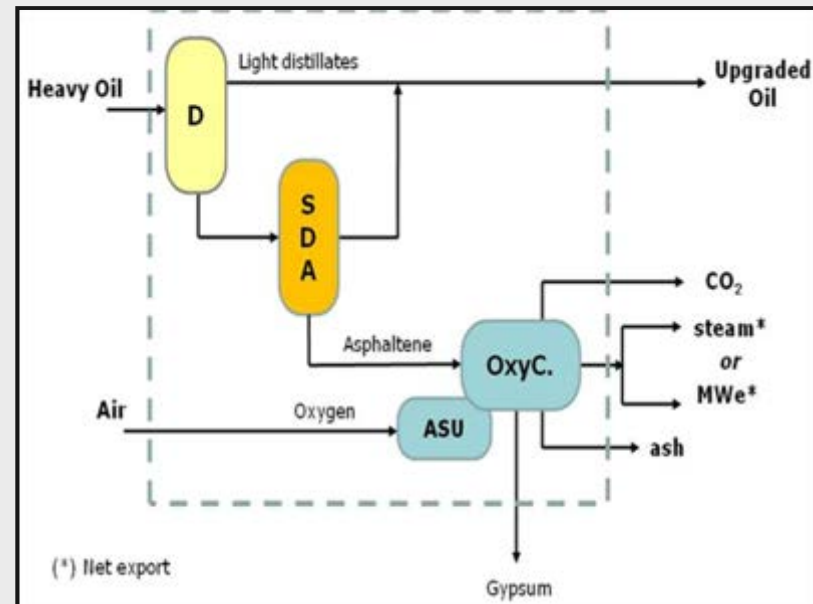 Light distillates
Heavy Oil
D
Upgraded
Oil
S
D
A
CO₂
Asphaltene
OxyC.
steam*
or
MWe*
Air
Oxygen
ASU
ash
(*) Net export
Gypsum